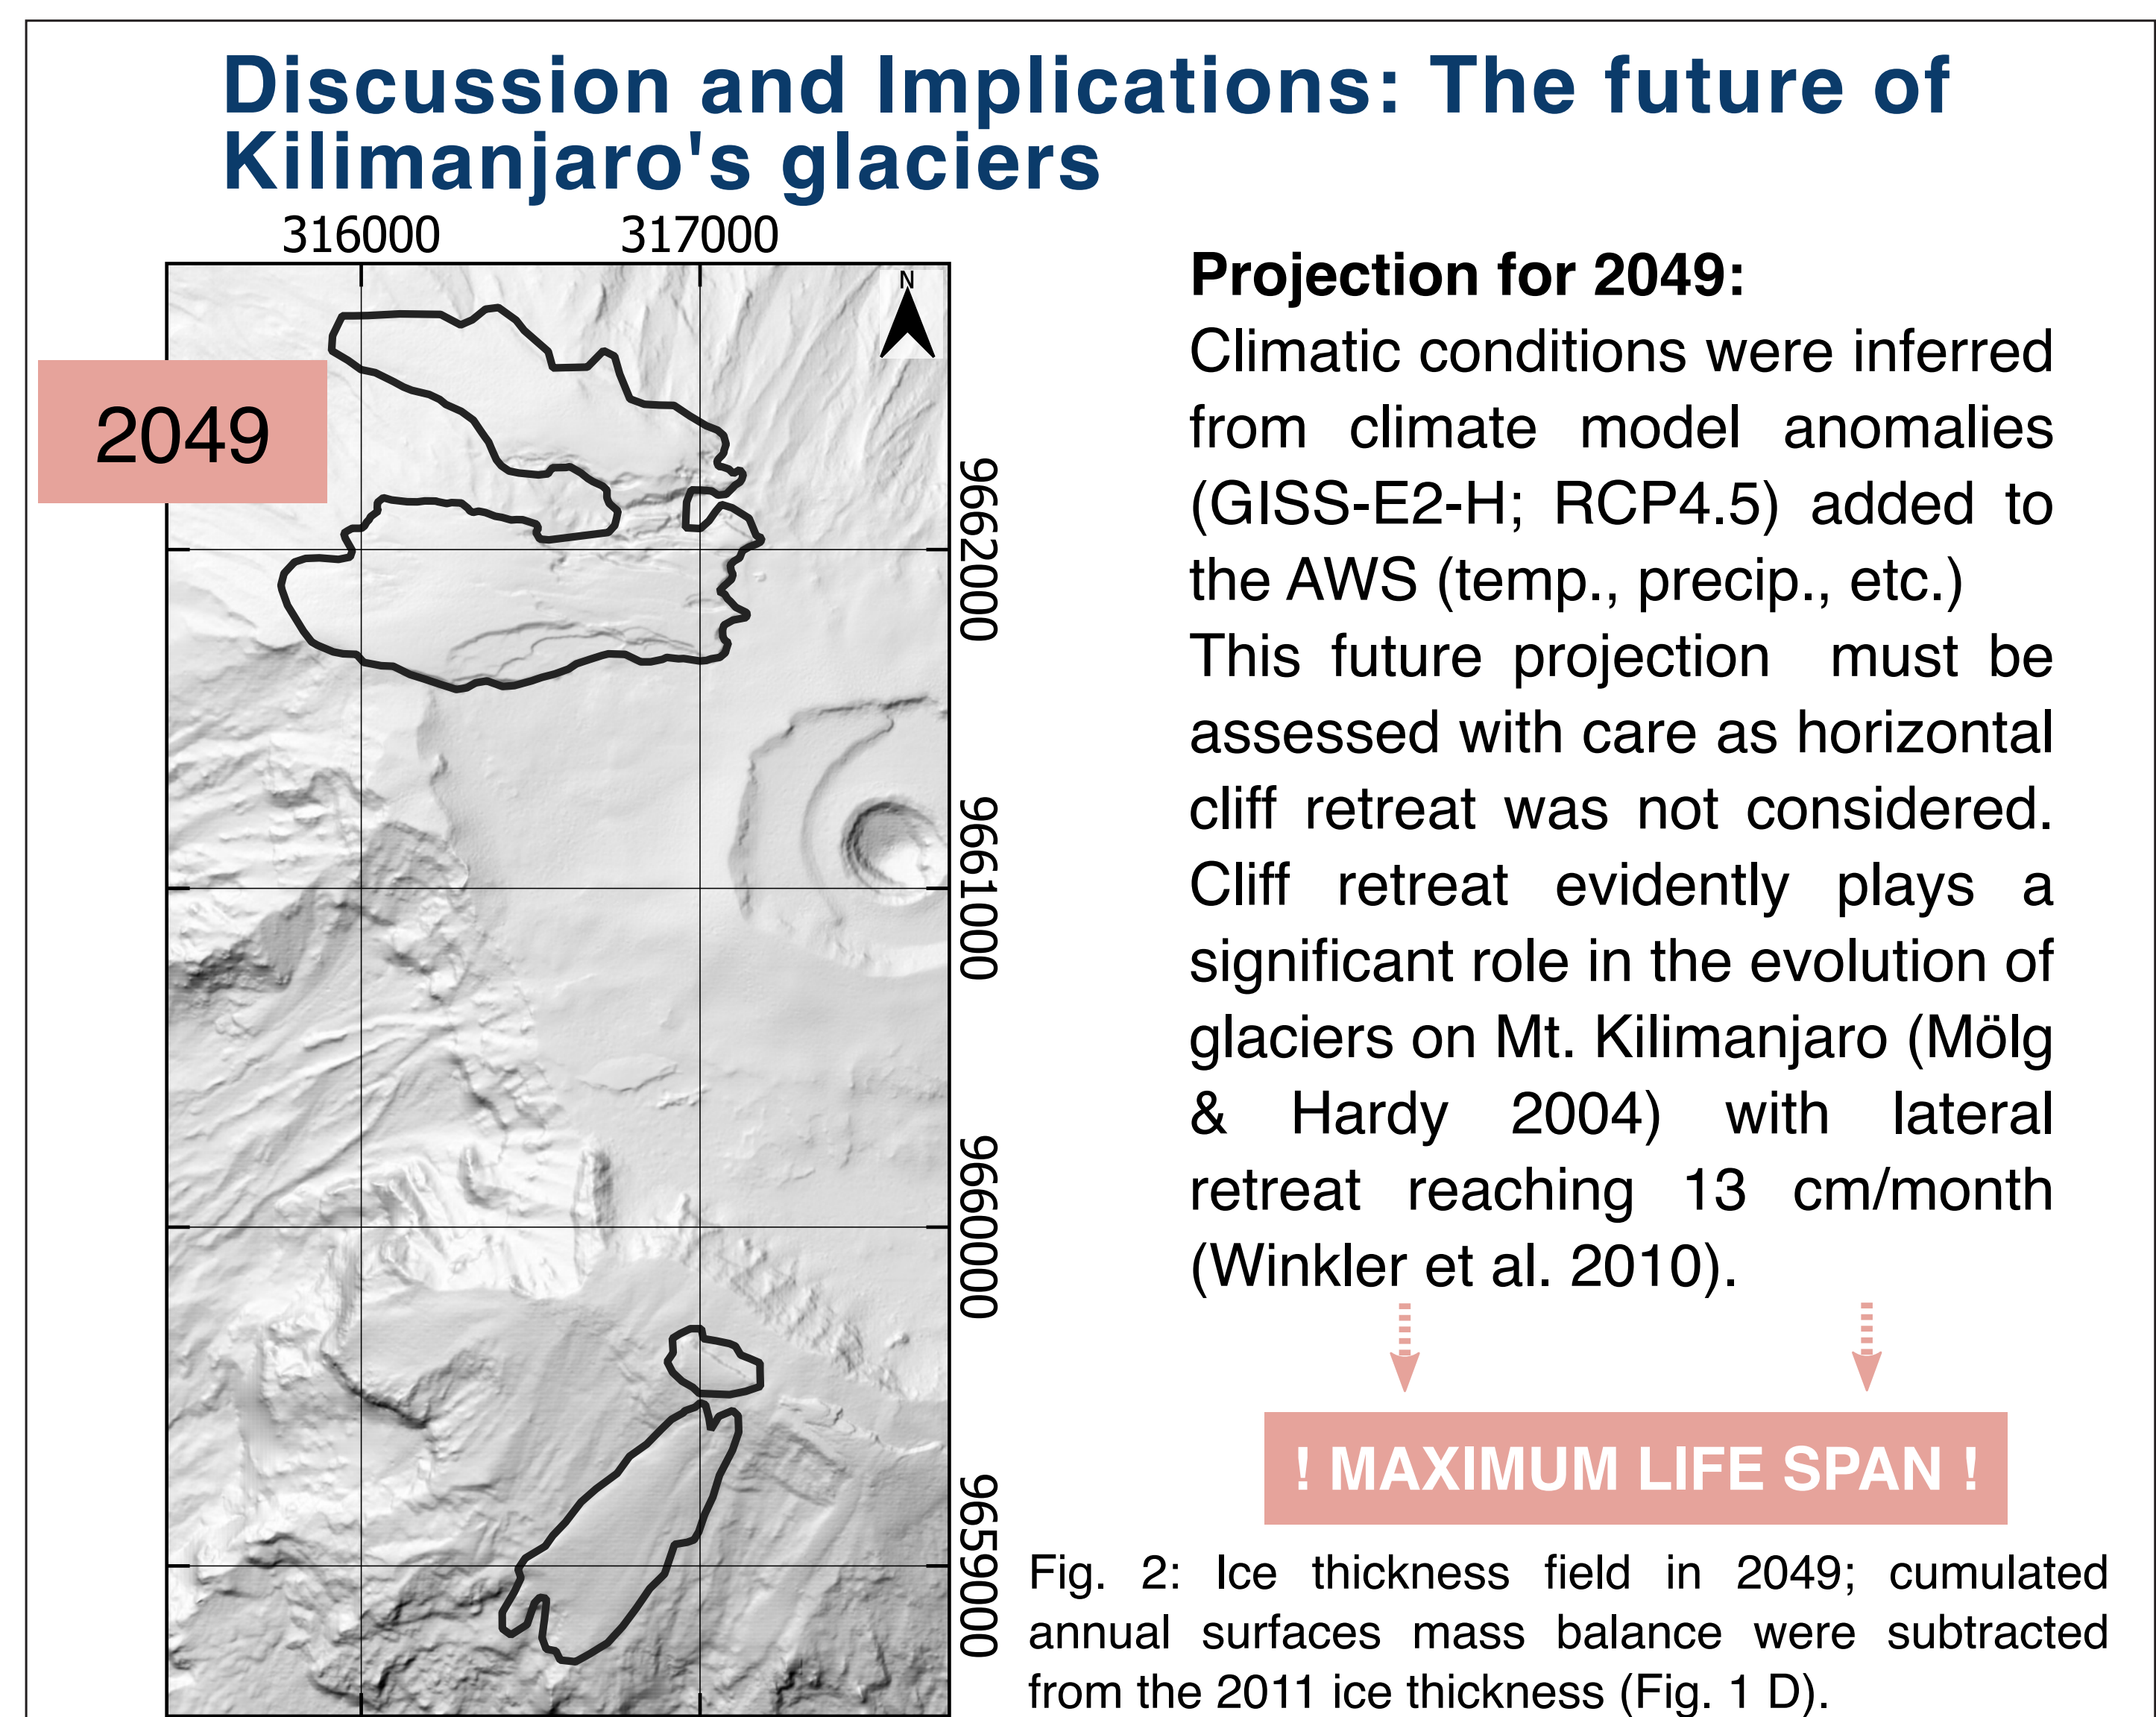 Discussion and Implications: The future of
Kilimanjaro's glaciers
316000
317000
N
2049
9662000
9661000
9660000
9659000
Projection for 2049:
Climatic conditions were inferred
from climate model anomalies
(GISS-E2-H; RCP4.5) added to
the AWS (temp., precip., etc.)
This future projection must be
assessed with care as horizontal
cliff retreat was not considered.
Cliff retreat evidently plays a
significant role in the evolution of
glaciers on Mt. Kilimanjaro (Mölg
& Hardy 2004) with lateral
retreat reaching 13 cm/month
(Winkler et al. 2010).
! MAXIMUM LIFE SPAN !
Fig. 2: Ice thickness field in 2049; cumulated
annual surfaces mass balance were subtracted
from the 2011 ice thickness (Fig. 1 D).